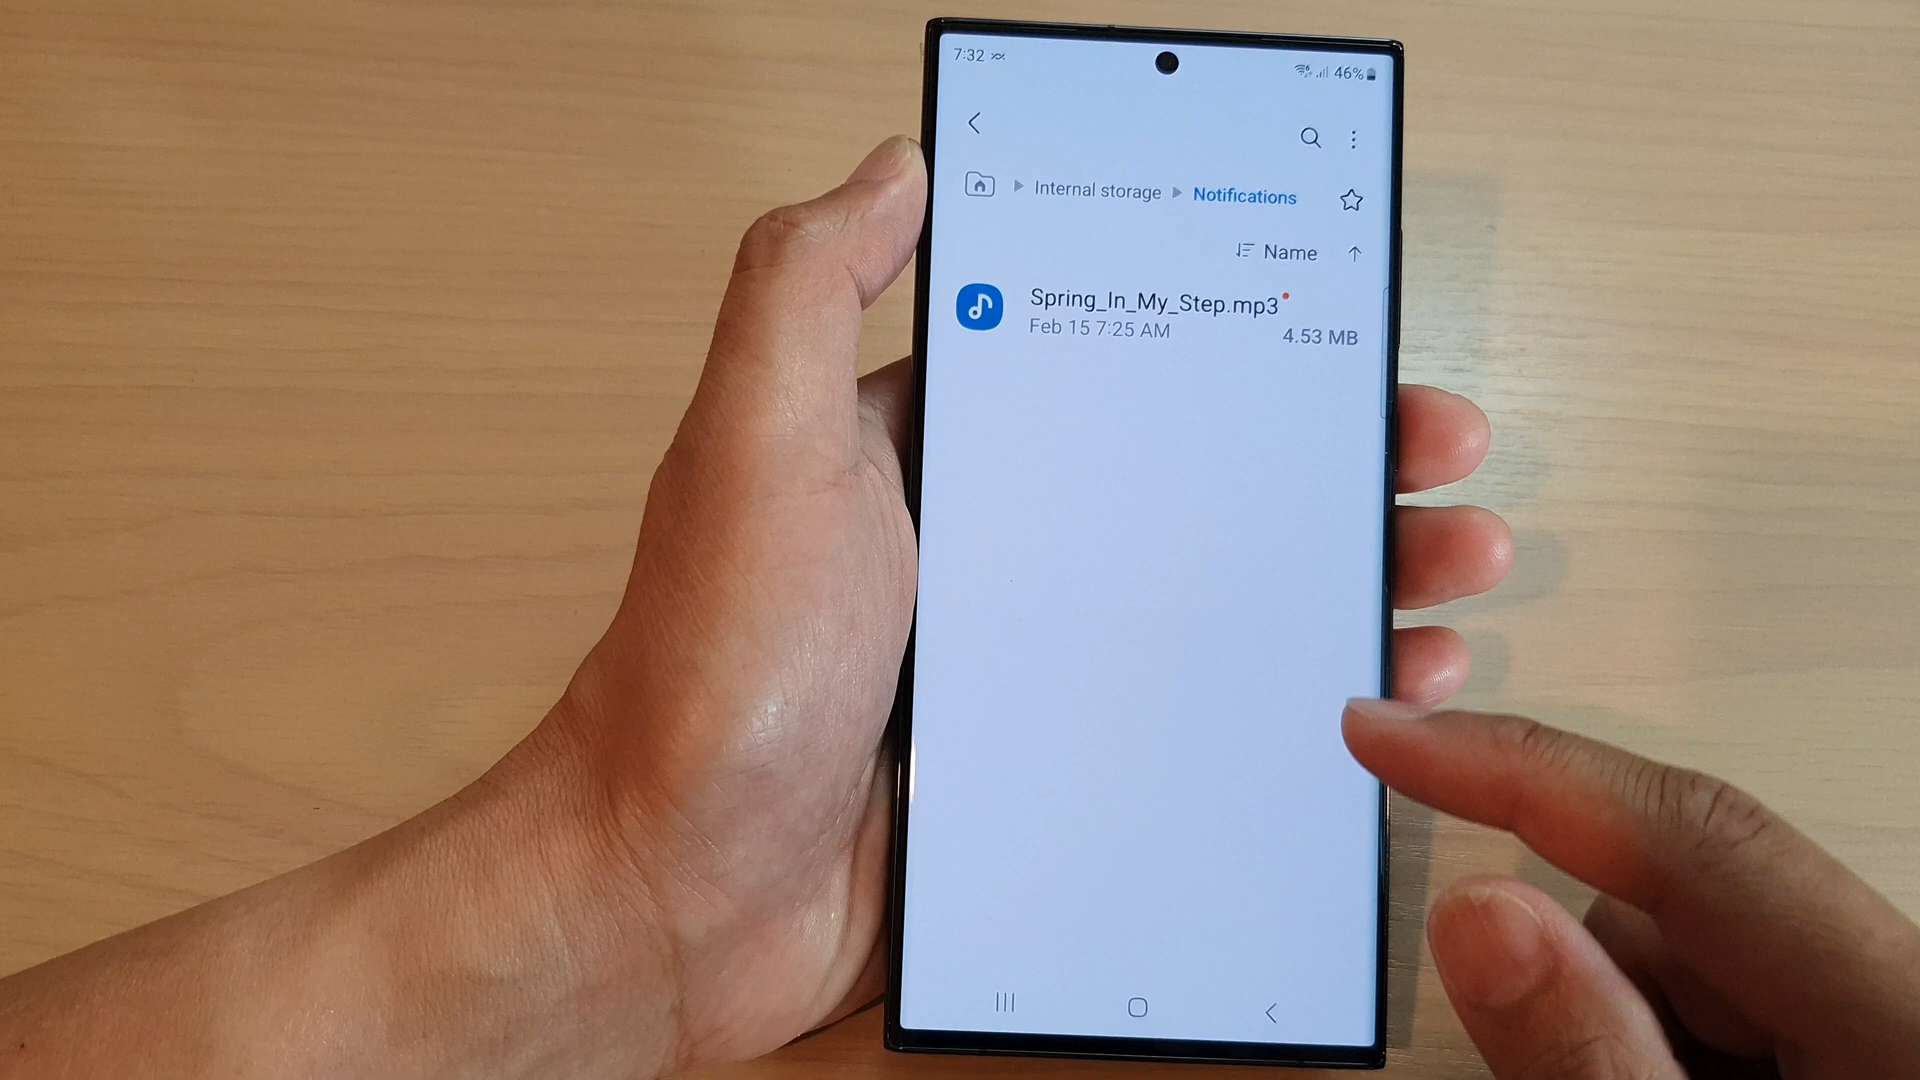 7:32
46%
Internal storage Notifications
Name
Spring_In_My_Step.mp3
Feb 15 7:25 AM
4.53 MB